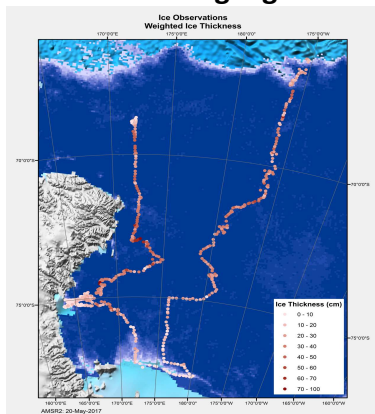 Ice Observations
Weighted Ice Thickness
170°0'0"E
175°0'0"E
180°0'0"
175°0'0"W
70°0'0"S
70°0'0"S
75°0'0"S
75°0'0"S
Ice Thickness (cm)
0 - 10
10 - 20
20 - 30
30 - 40
40 - 50
50 - 60
60 - 70
70 - 100
160°0'0"E
165°0'0"E
170°0'0"E
175°0'0"E
180°0'0"
175°0'0"W
170°0'0"W
165°0'0"W
AMSR2: 20-May-2017